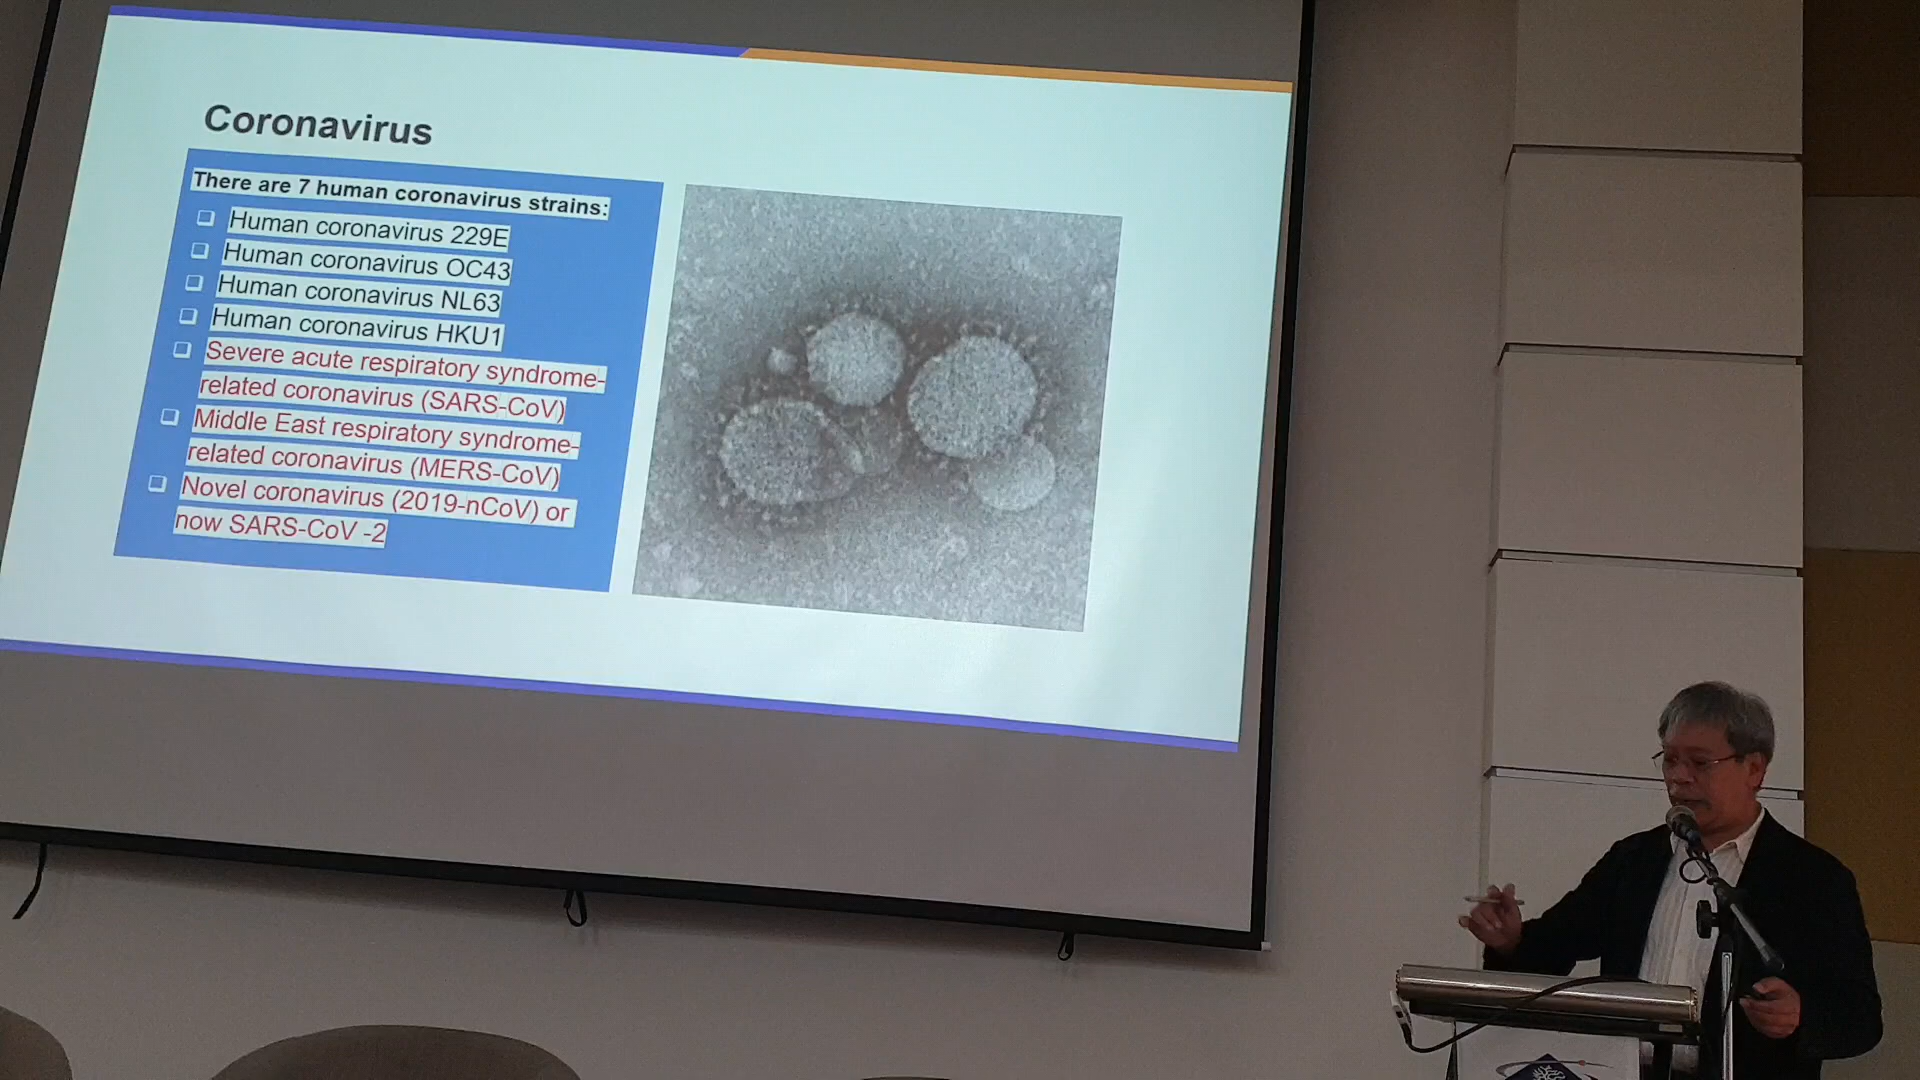 Coronavirus
There are 7 human coronavirus strains:
Human coronavirus 229E
Human coronavirus OC43
Human coronavirus NL63
Human coronavirus HKU1
Severe acute respiratory syndrome-
related coronavirus (SARS-CoV)
Middle East respiratory syndrome-
related coronavirus (MERS-CoV)
Novel coronavirus (2019-nCoV) or
now SARS-CoV -2